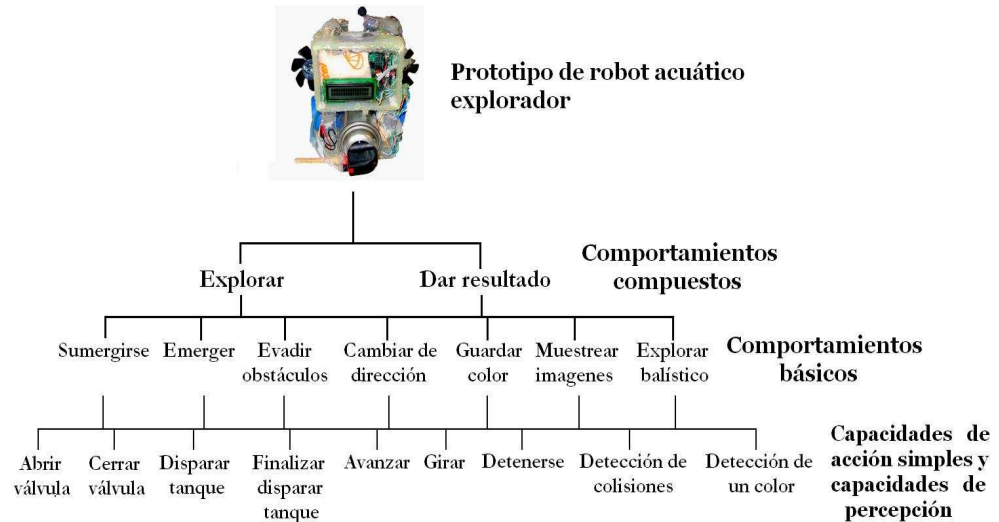 Prototipo de robot acuático
explorador
Explorar
Dar resultado
Comportamientos
compuestos
Sumergirse
Emerger
Evadir
obstáculos
Cambiar de
dirección
Guardar
color
Muestrear
imagenes
Explorar
balístico
Comportamientos
básicos
Abrir
válvula
Cerrar
válvula
Disparar
tanque
Finalizar
disparar
tanque
Avanzar
Girar
Detenerse
Detección de
colisiones
Detección de
un color
Capacidades de
acción simples y
capacidades de
percepción